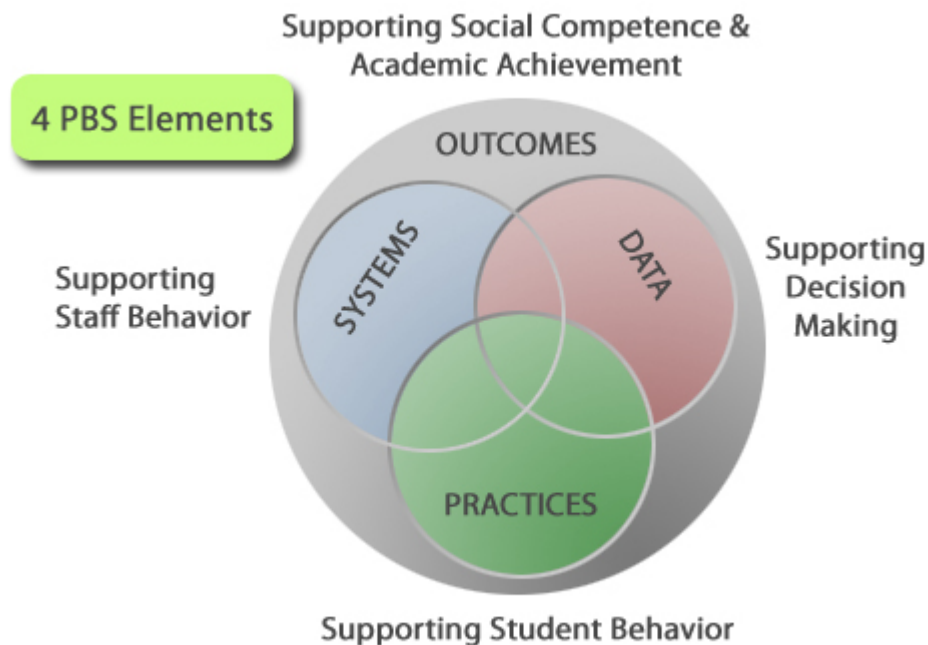 Supporting Social Competence &
Academic Achievement
4 PBS Elements
OUTCOMES
SYSTEMS
DATA
Supporting
Staff Behavior
Supporting
Decision
Making
PRACTICES
Supporting Student Behavior